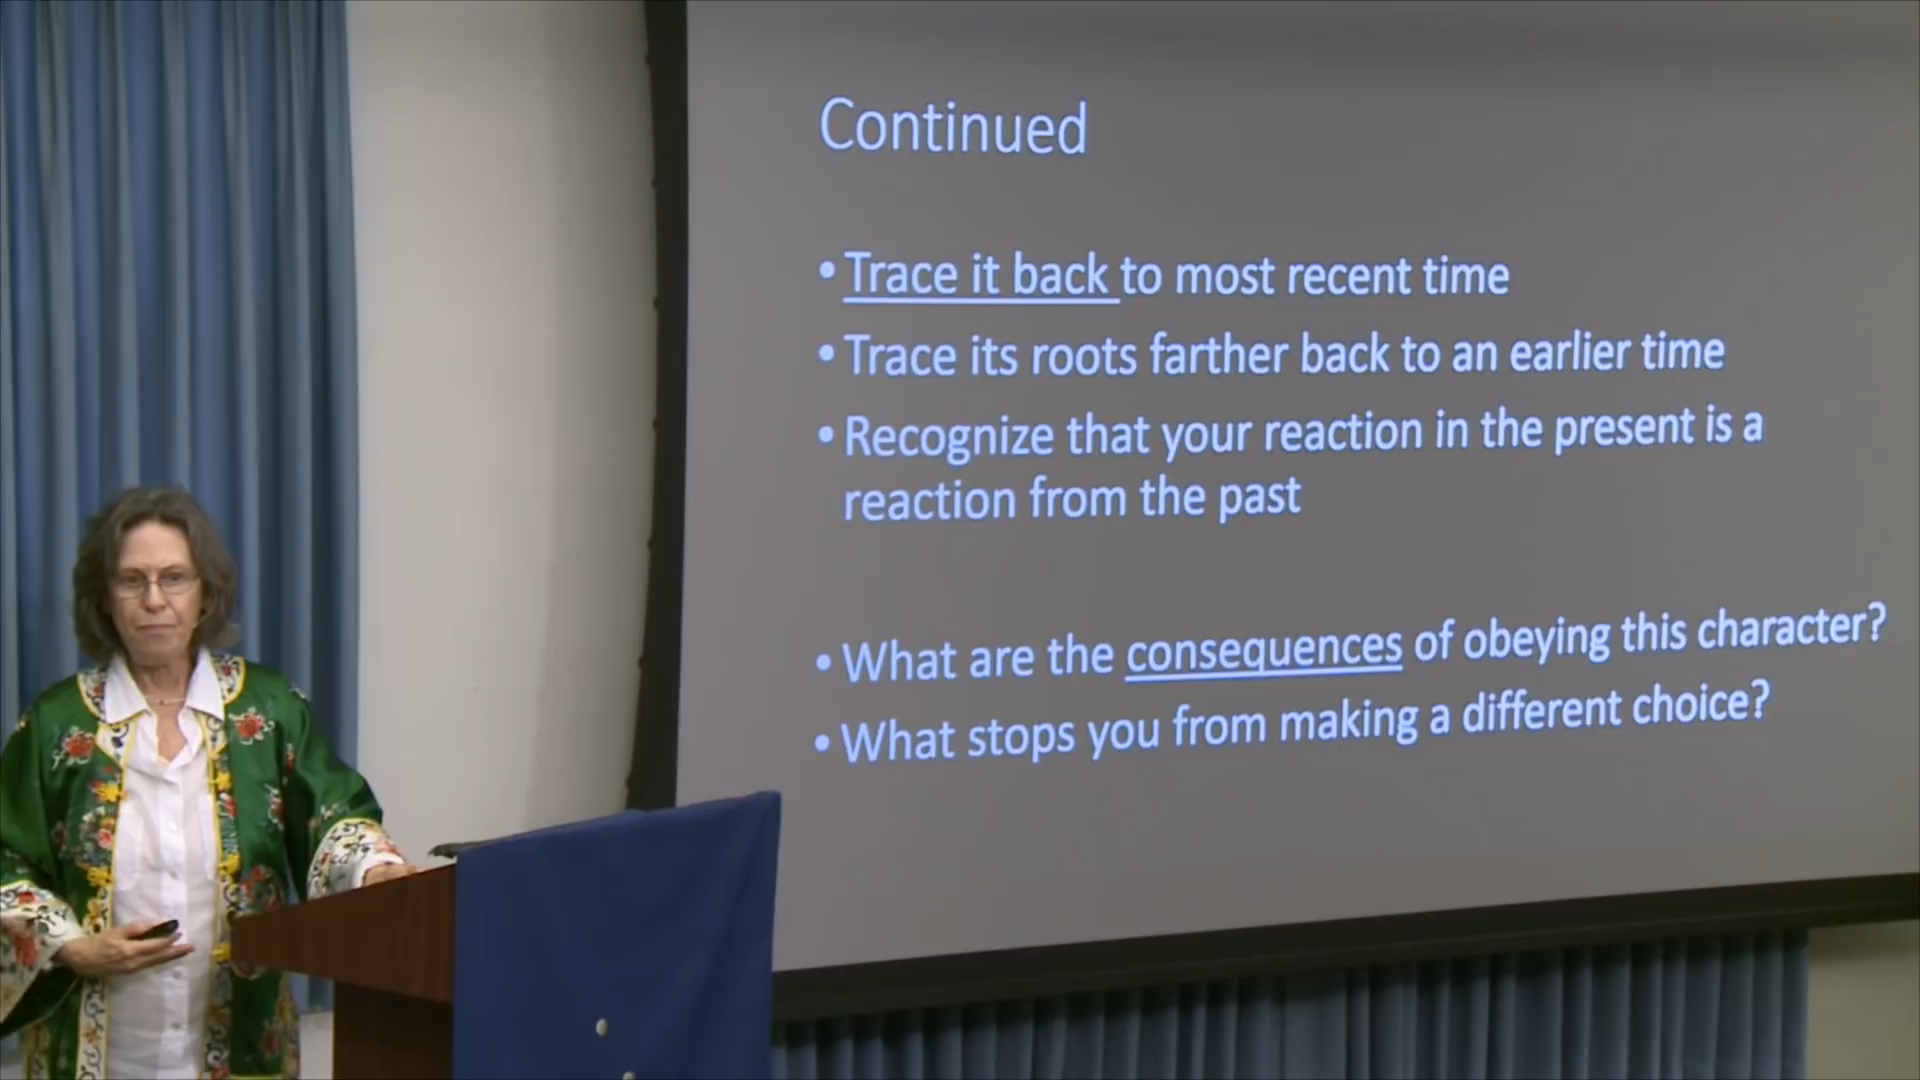 Continued
• Trace it back to most recent time
• Trace its roots farther back to an earlier time
• Recognize that your reaction in the present is a
reaction from the past
• What are the consequences of obeying this character?
• What stops you from making a different choice?